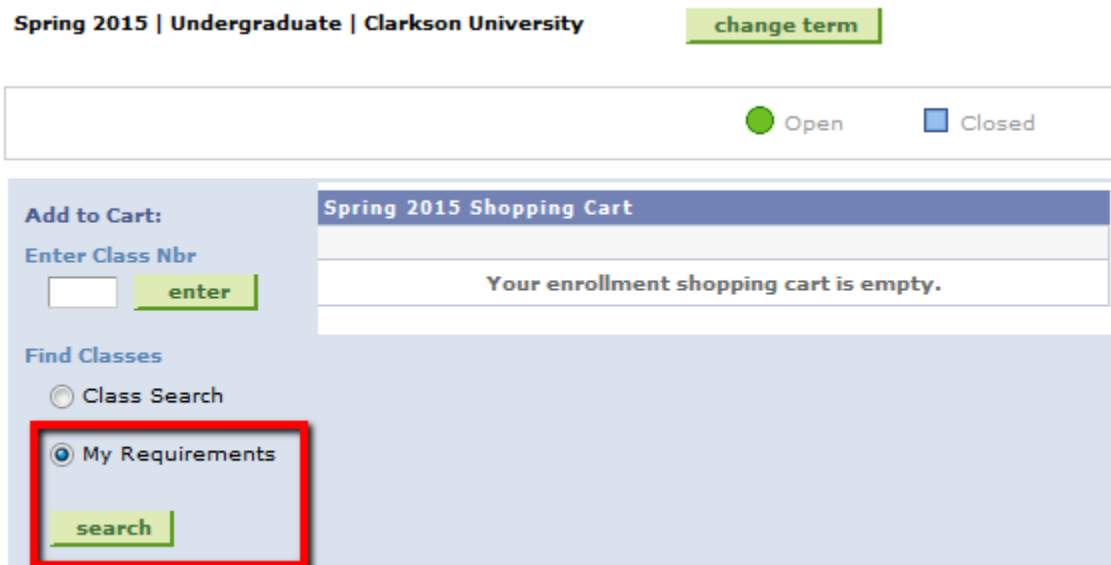 Spring 2015 | Undergraduate | Clarkson University
change term
Open
Closed
Add to Cart:
Enter Class Nbr
enter
Spring 2015 Shopping Cart
Your enrollment shopping cart is empty.
Find Classes
Class Search
My Requirements
search